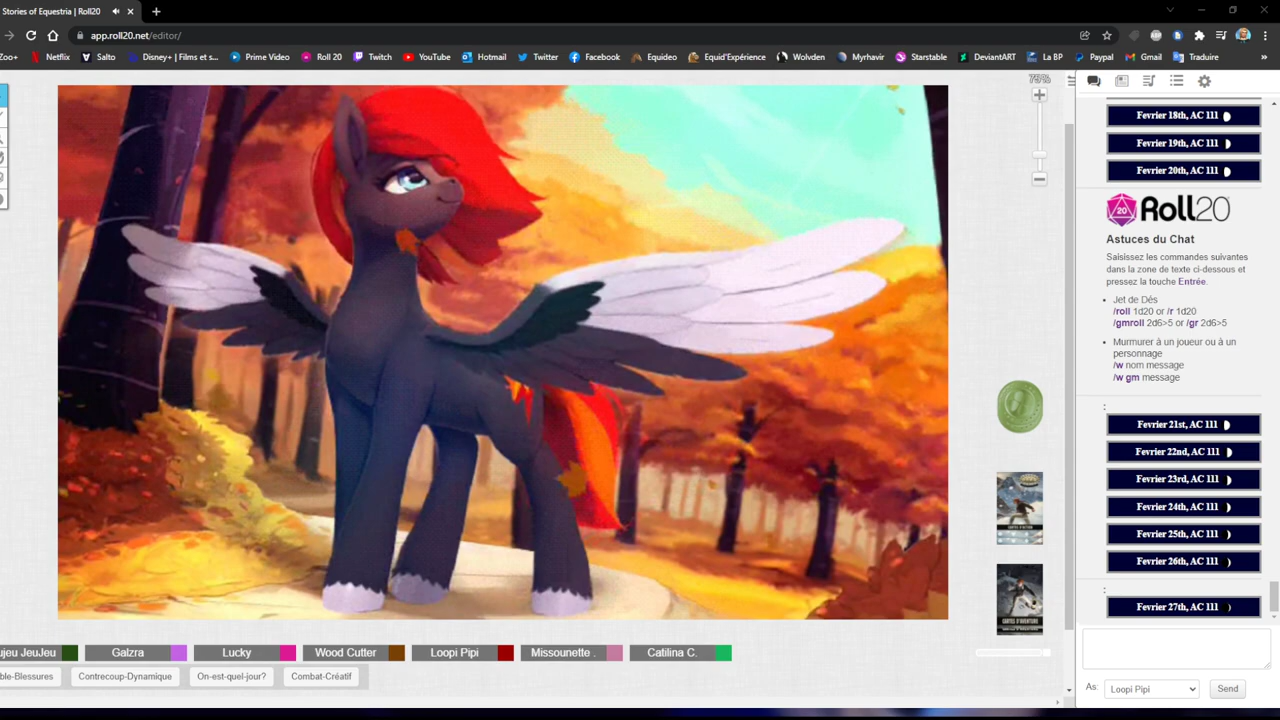 Stories of Equestria | Roll20
app.roll20.net/editor/
Zoo+ Netflix Salto Disney+ | Films et s... Prime Video Roll 20 Twitch YouTube Hotmail Twitter Facebook Equideo Equid'Expérience Wolvden Myrhavir Starstable DeviantART La BP Paypal Gmail Traduire »
75%
Fevrier 18th, AC 111
Fevrier 19th, AC 111
Fevrier 20th, AC 111
20 Roll20
Astuces du Chat
Saisissez les commandes suivantes
dans la zone de texte ci-dessous et
pressez la touche Entrée.
• Jet de Dés
/roll 1d20 or /r 1d20
/gmroll 2d6>5 or /gr 2d6>5
• Murmurer à un joueur ou à un
personnage
/w nom message
/w gm message
:
Fevrier 21st, AC 111
Fevrier 22nd, AC 111
Fevrier 23rd, AC 111
Fevrier 24th, AC 111
Fevrier 25th, AC 111
Fevrier 26th, AC 111
:
Fevrier 27th, AC 111
CARTES D'AVENTURE
ujeu JeuJeu Galzra Lucky Wood Cutter Loopi Pipi Missounette . Catilina C.
ble-Blessures Contrecoup-Dynamique On-est-quel-jour? Combat-Créatif
As: Loopi Pipi Send